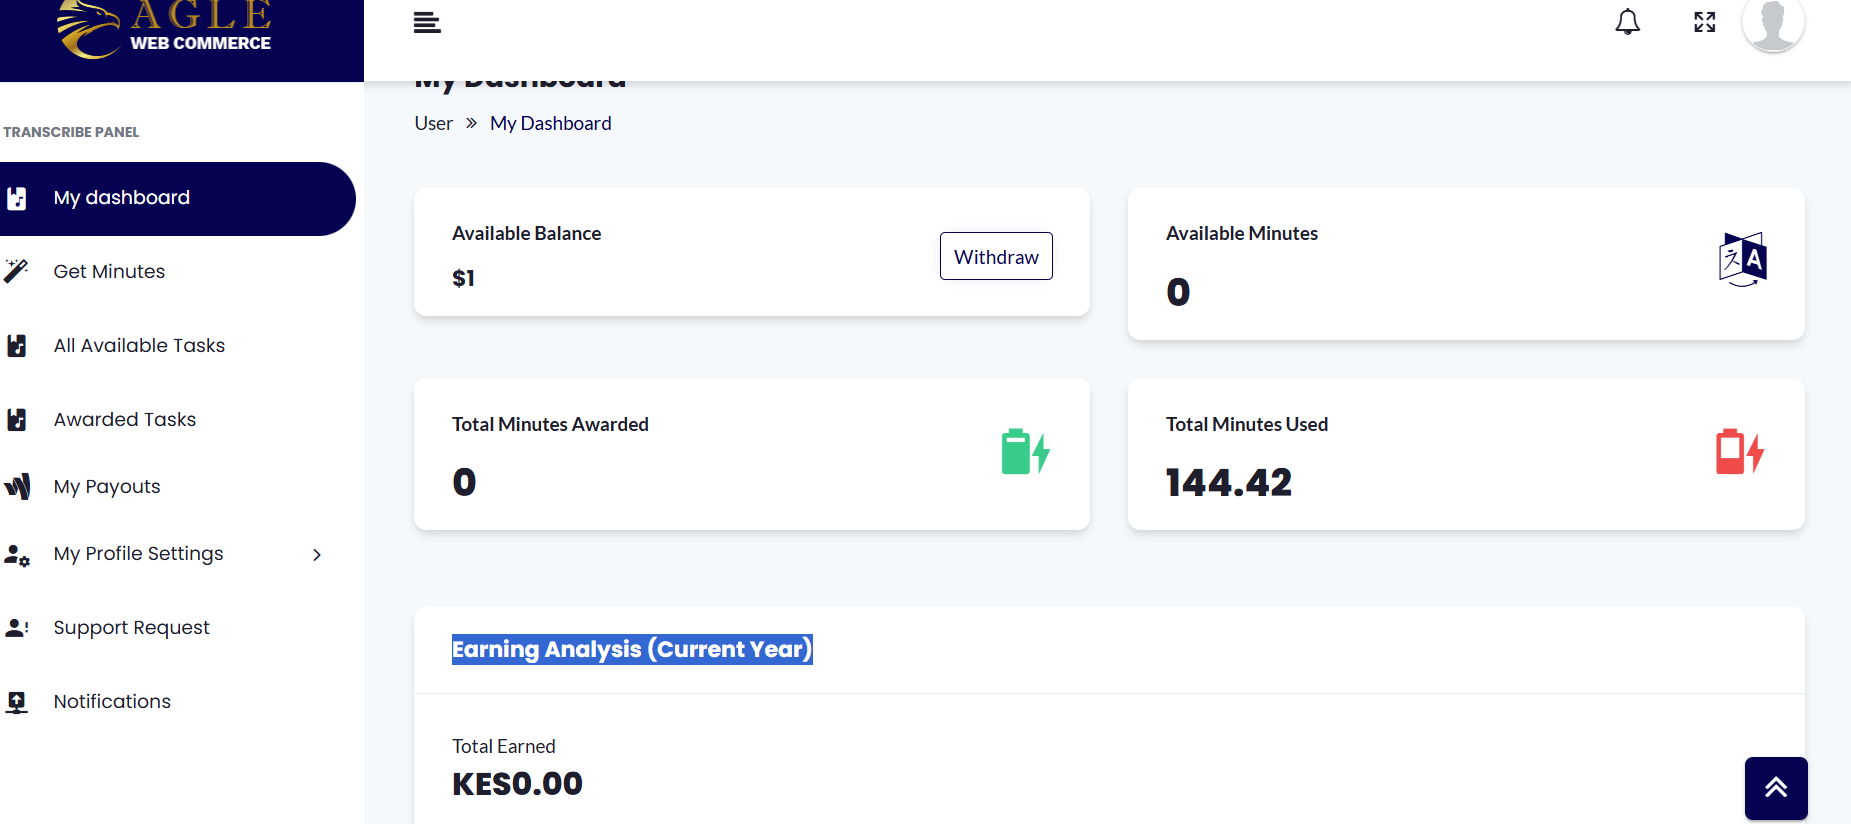 AGLE
WEB COMMERCE
TRANSCRIBE PANEL
My dashboard
Get Minutes
All Available Tasks
Awarded Tasks
My Payouts
My Profile Settings
Support Request
Notifications
My Dashboard
User » My Dashboard
Available Balance
$1
Withdraw
Available Minutes
0
Total Minutes Awarded
0
Total Minutes Used
144.42
Earning Analysis (Current Year)
Total Earned
KES0.00